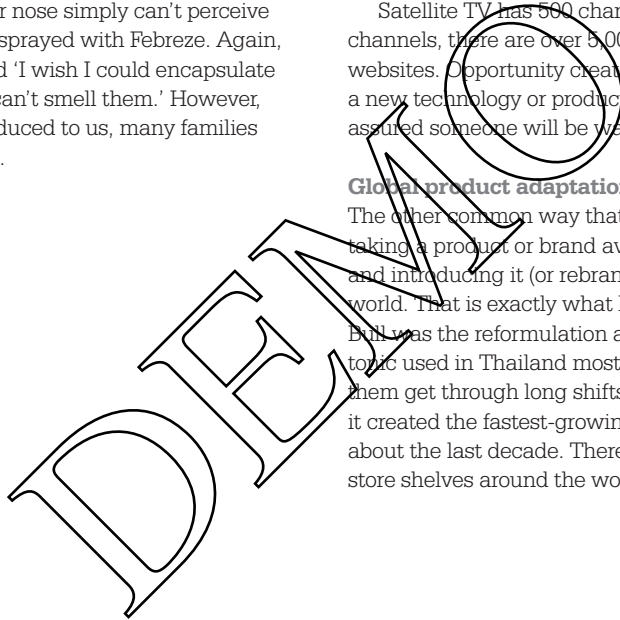 r nose simply can’t perceive
sprayed with Febreze. Again,
d ‘I wish I could encapsulate
can’t smell them.’ However,
duced to us, many families
.
Satellite TV has 500 chan
channels, there are over 5,00
websites. Opportunity creat
a new technology or produc
assured someone will be wa
Global product adaptatio
The other common way that
taking a product or brand av
and introducing it (or rebran
world. That is exactly what
Bull was the reformulation a
tonic used in Thailand most
them get through long shifts
it created the fastest-growin
about the last decade. There
store shelves around the wo
DEMO